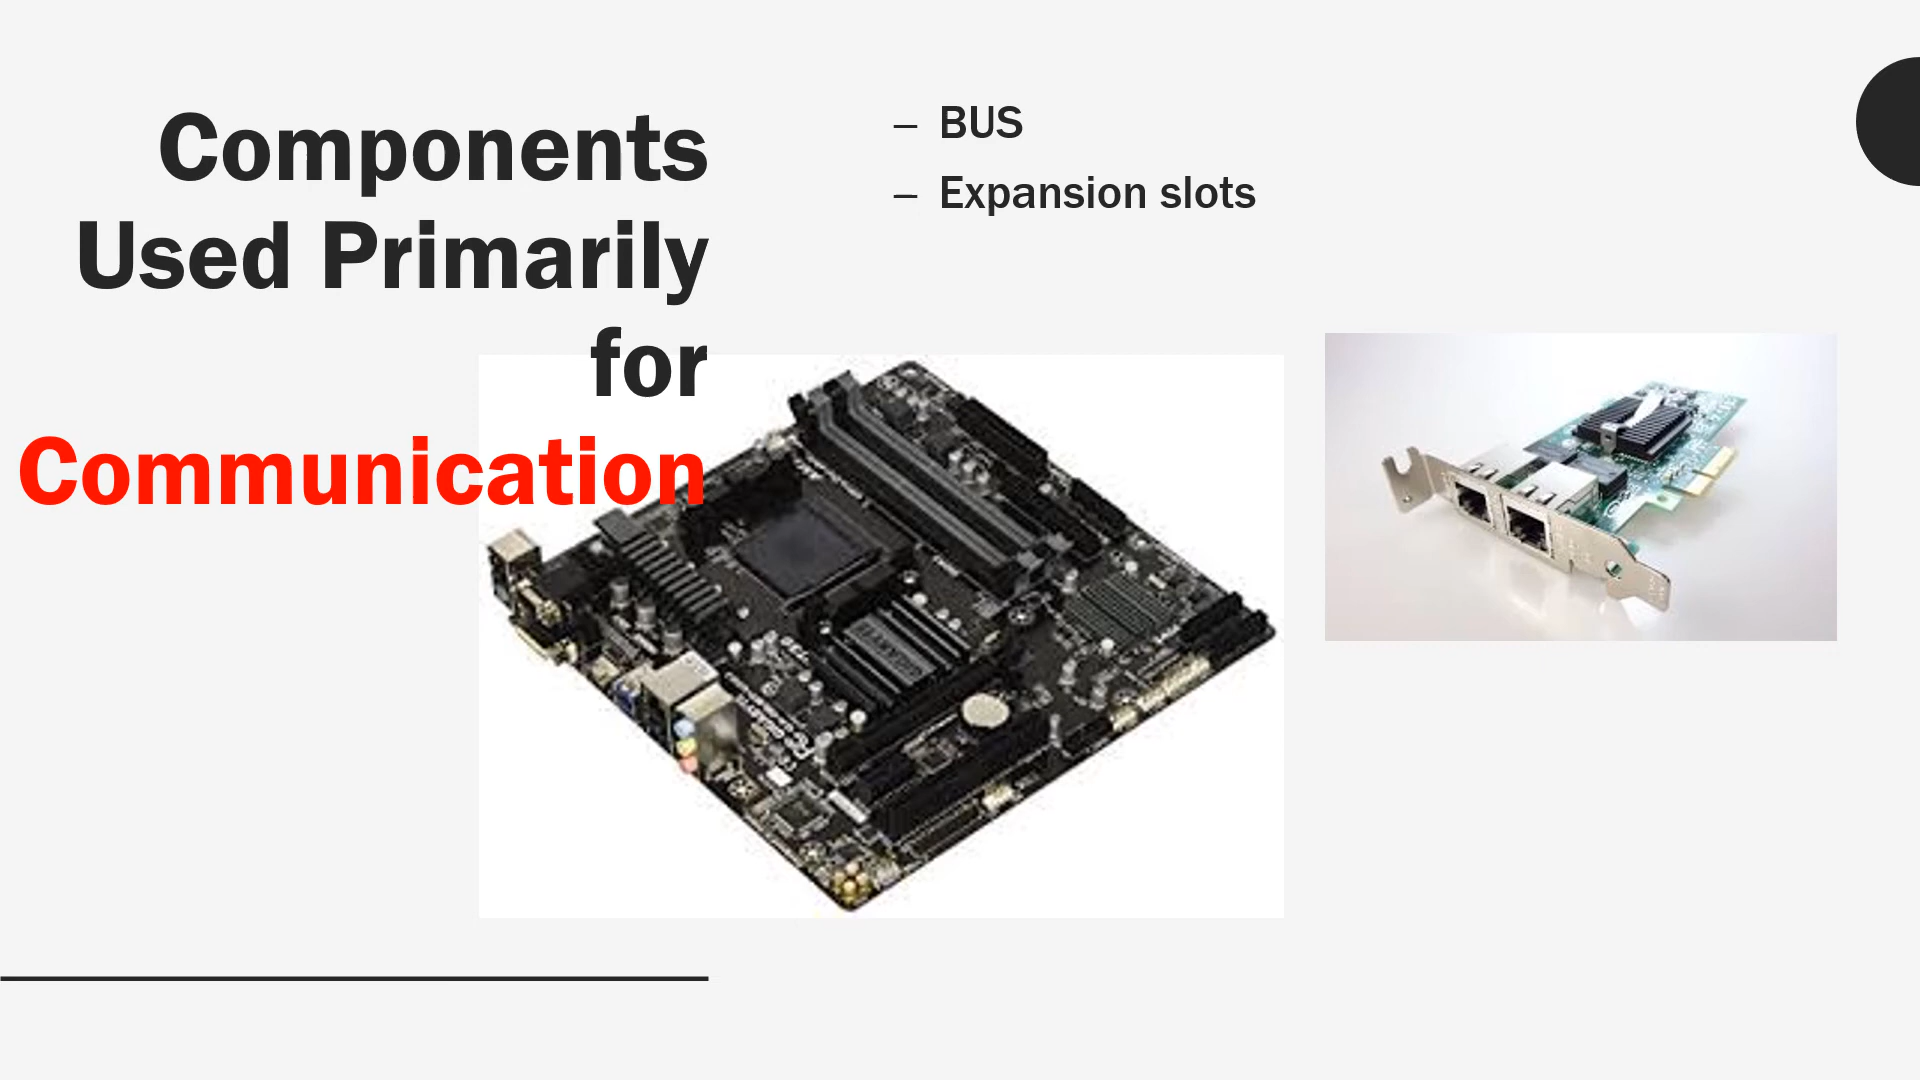 Components
Used Primarily
for
Communication
– BUS
– Expansion slots